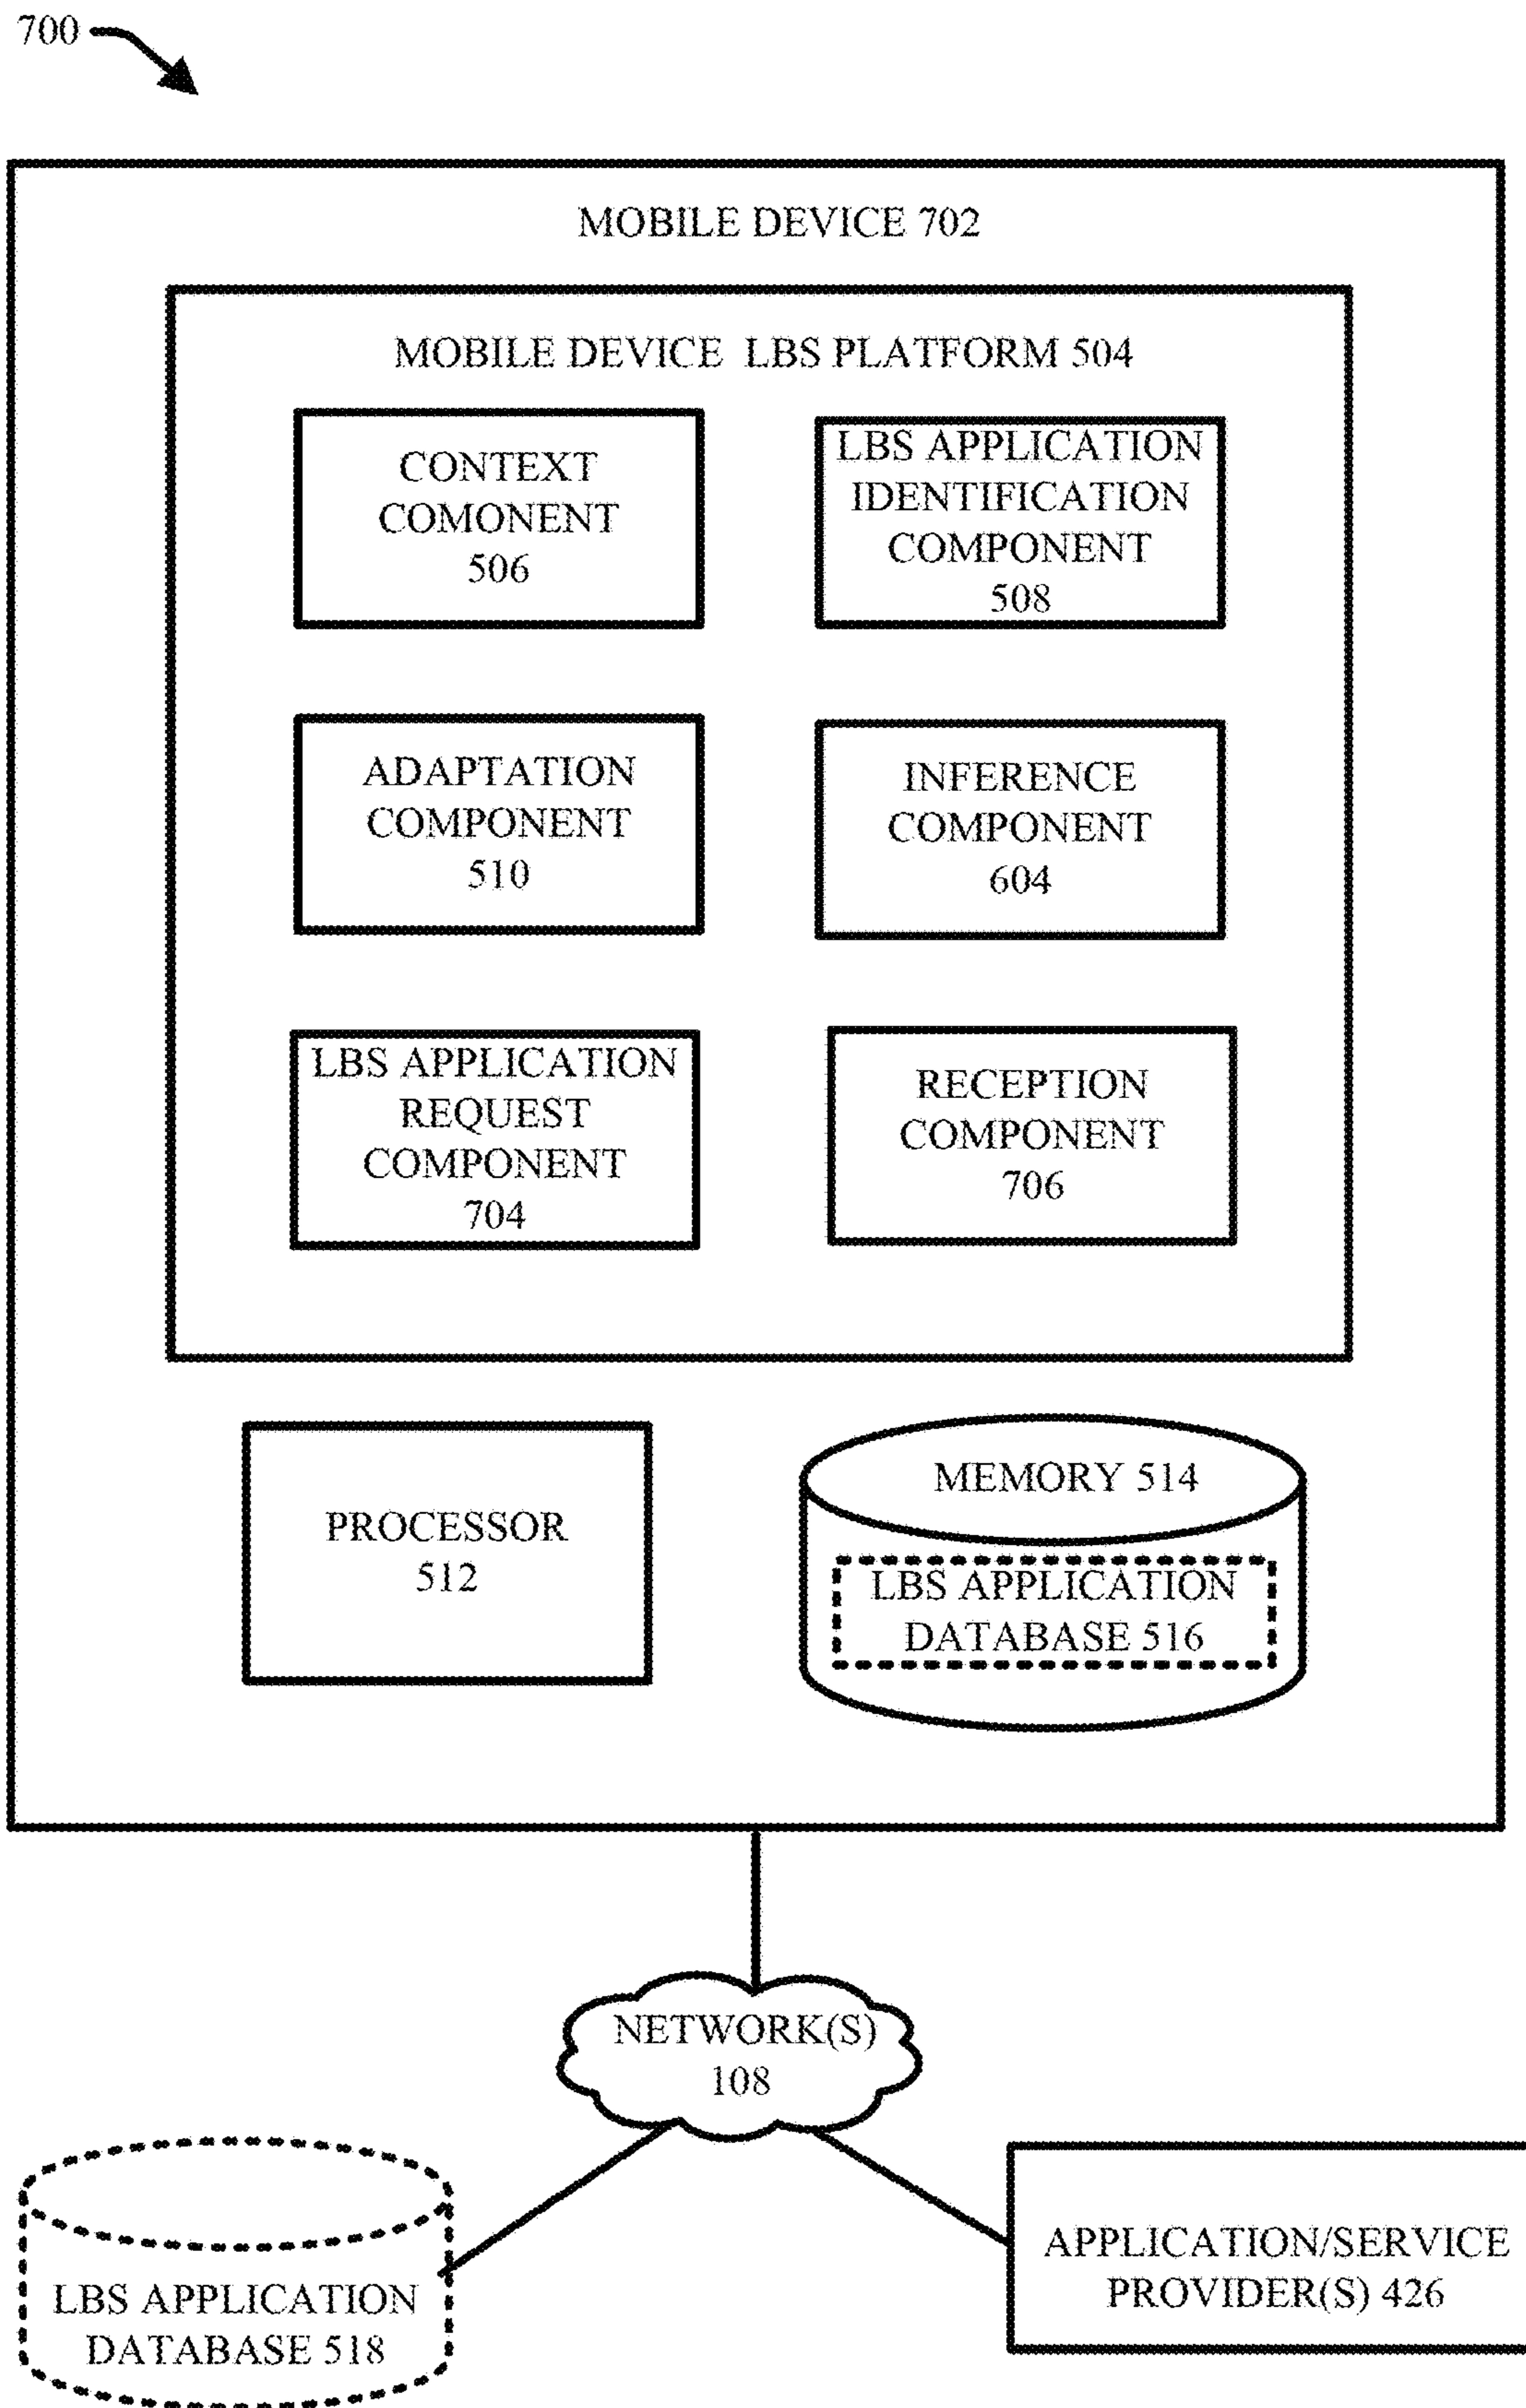 700
MOBILE DEVICE 702
MOBILE DEVICE LBS PLATFORM 504
CONTEXT
COMONENT
506
LBS APPLICATION
IDENTIFICATION
COMPONENT
508
ADAPTATION
COMPONENT
510
INFERENCE
COMPONENT
604
LBS APPLICATION
REQUEST
COMPONENT
704
RECEPTION
COMPONENT
706
PROCESSOR
512
MEMORY 514
LBS APPLICATION
DATABASE 516
NETWORK(S)
108
LBS APPLICATION
DATABASE 518
APPLICATION/SERVICE
PROVIDER(S) 426